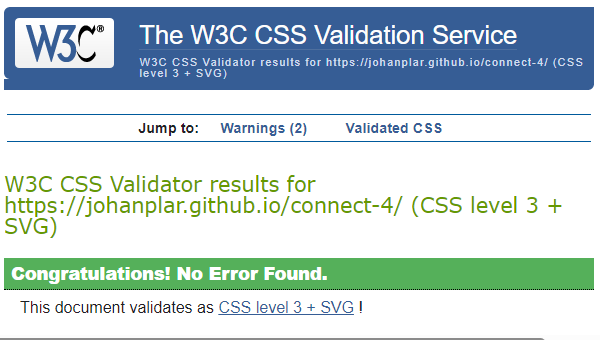 W3C®
The W3C CSS Validation Service
W3C CSS Validator results for https://johanplar.github.io/connect-4/ (CSS
level 3 + SVG)
Jump to: Warnings (2) Validated CSS
W3C CSS Validator results for
https://johanplar.github.io/connect-4/ (CSS level 3 +
SVG)
Congratulations! No Error Found.
This document validates as CSS level 3 + SVG !